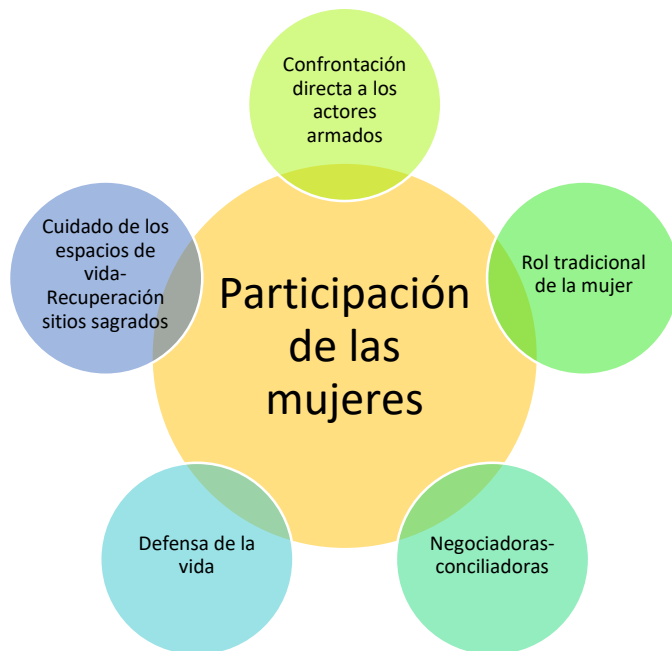 Confrontación
directa a los
actores
armados
Cuidado de los
espacios de
vida-
Recuperación
sitios sagrados
Participación
de las
mujeres
Rol tradicional
de la mujer
Defensa de la
vida
Negociadoras-
conciliadoras